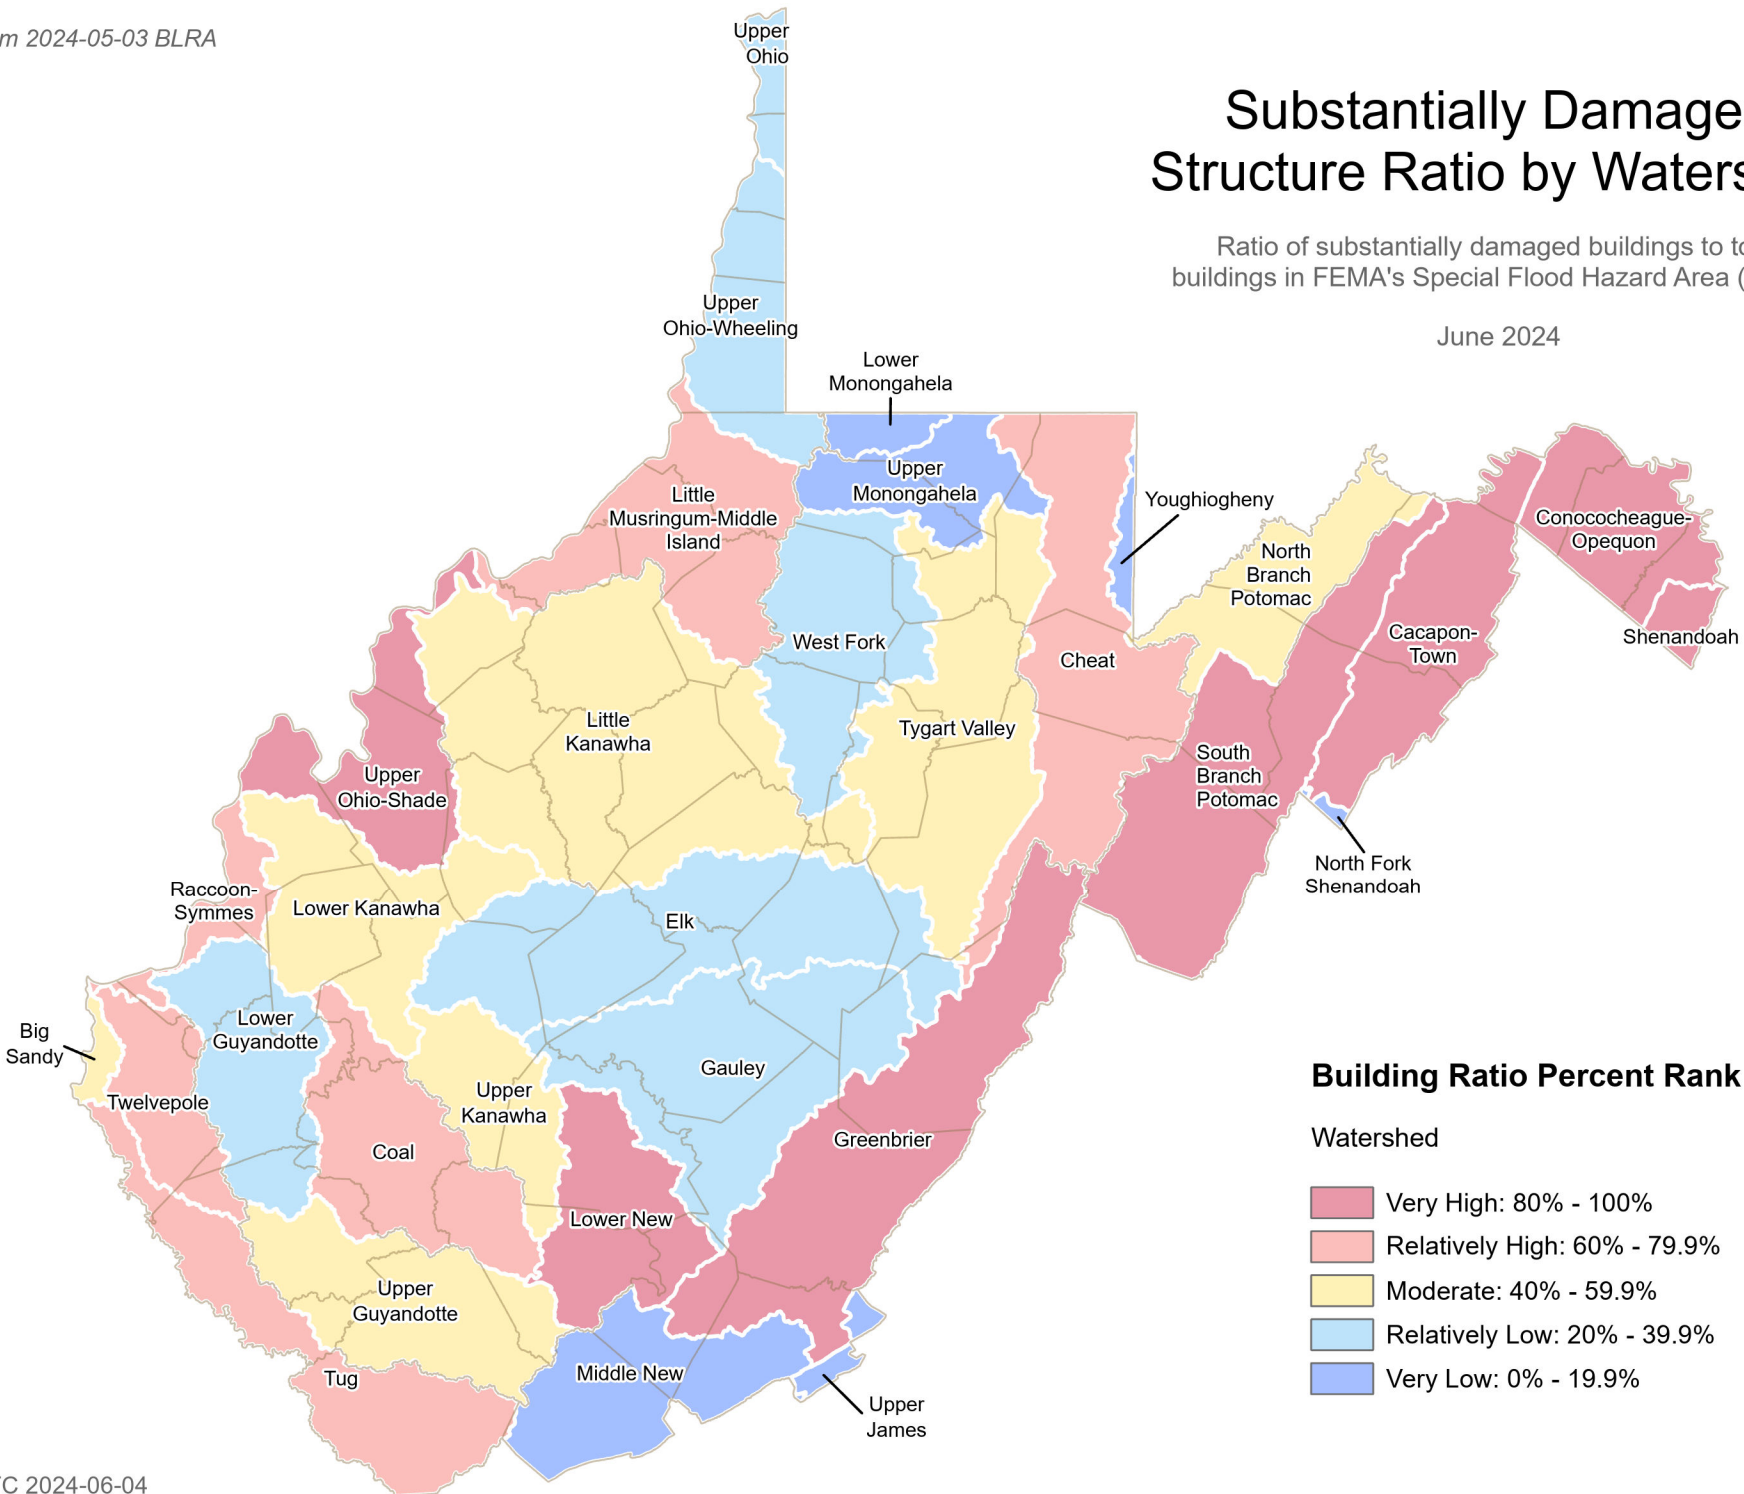 m 2024-05-03 BLRA
Substantially Damage
Structure Ratio by Waters
Ratio of substantially damaged buildings to to
buildings in FEMA's Special Flood Hazard Area (
June 2024
Upper
Ohio
Upper
Ohio-Wheeling
Lower
Monongahela
Upper
Monongahela
Youghiogheny
Little
Musringum-Middle
Island
North
Branch
Potomac
Conococheague-
Opequon
Shenandoah
Cacapon-
Town
West Fork
Cheat
Little
Kanawha
Tygart Valley
South
Branch
Potomac
Upper
Ohio-Shade
North Fork
Shenandoah
Raccoon-
Symmes
Lower Kanawha
Elk
Big
Sandy
Lower
Guyandotte
Gauley
Twelvepole
Upper
Kanawha
Coal
Greenbrier
Lower New
Upper
Guyandotte
Tug
Middle New
Upper
James
Building Ratio Percent Rank
Watershed
Very High: 80% - 100%
Relatively High: 60% - 79.9%
Moderate: 40% - 59.9%
Relatively Low: 20% - 39.9%
Very Low: 0% - 19.9%
C 2024-06-04